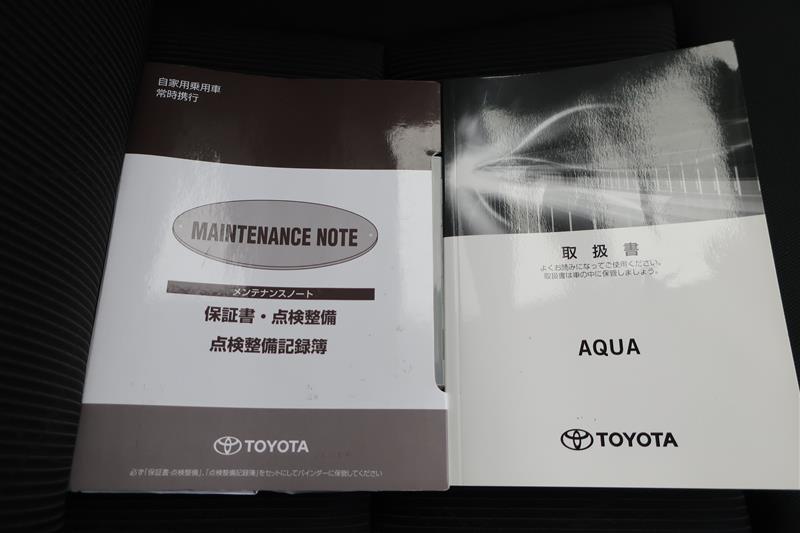 自家用乗用車
常時携行
MAINTENANCE NOTE
メンテナンスノート
保証書・点検整備
点検整備記録簿
TOYOTA
必ず「保証書・点検整備」、「点検整備記録簿」をセットにしてバインダーに保管してください
取扱書
よくお読みになってご使用ください。
取扱書は車の中に保管しましょう。
AQUA
TOYOTA